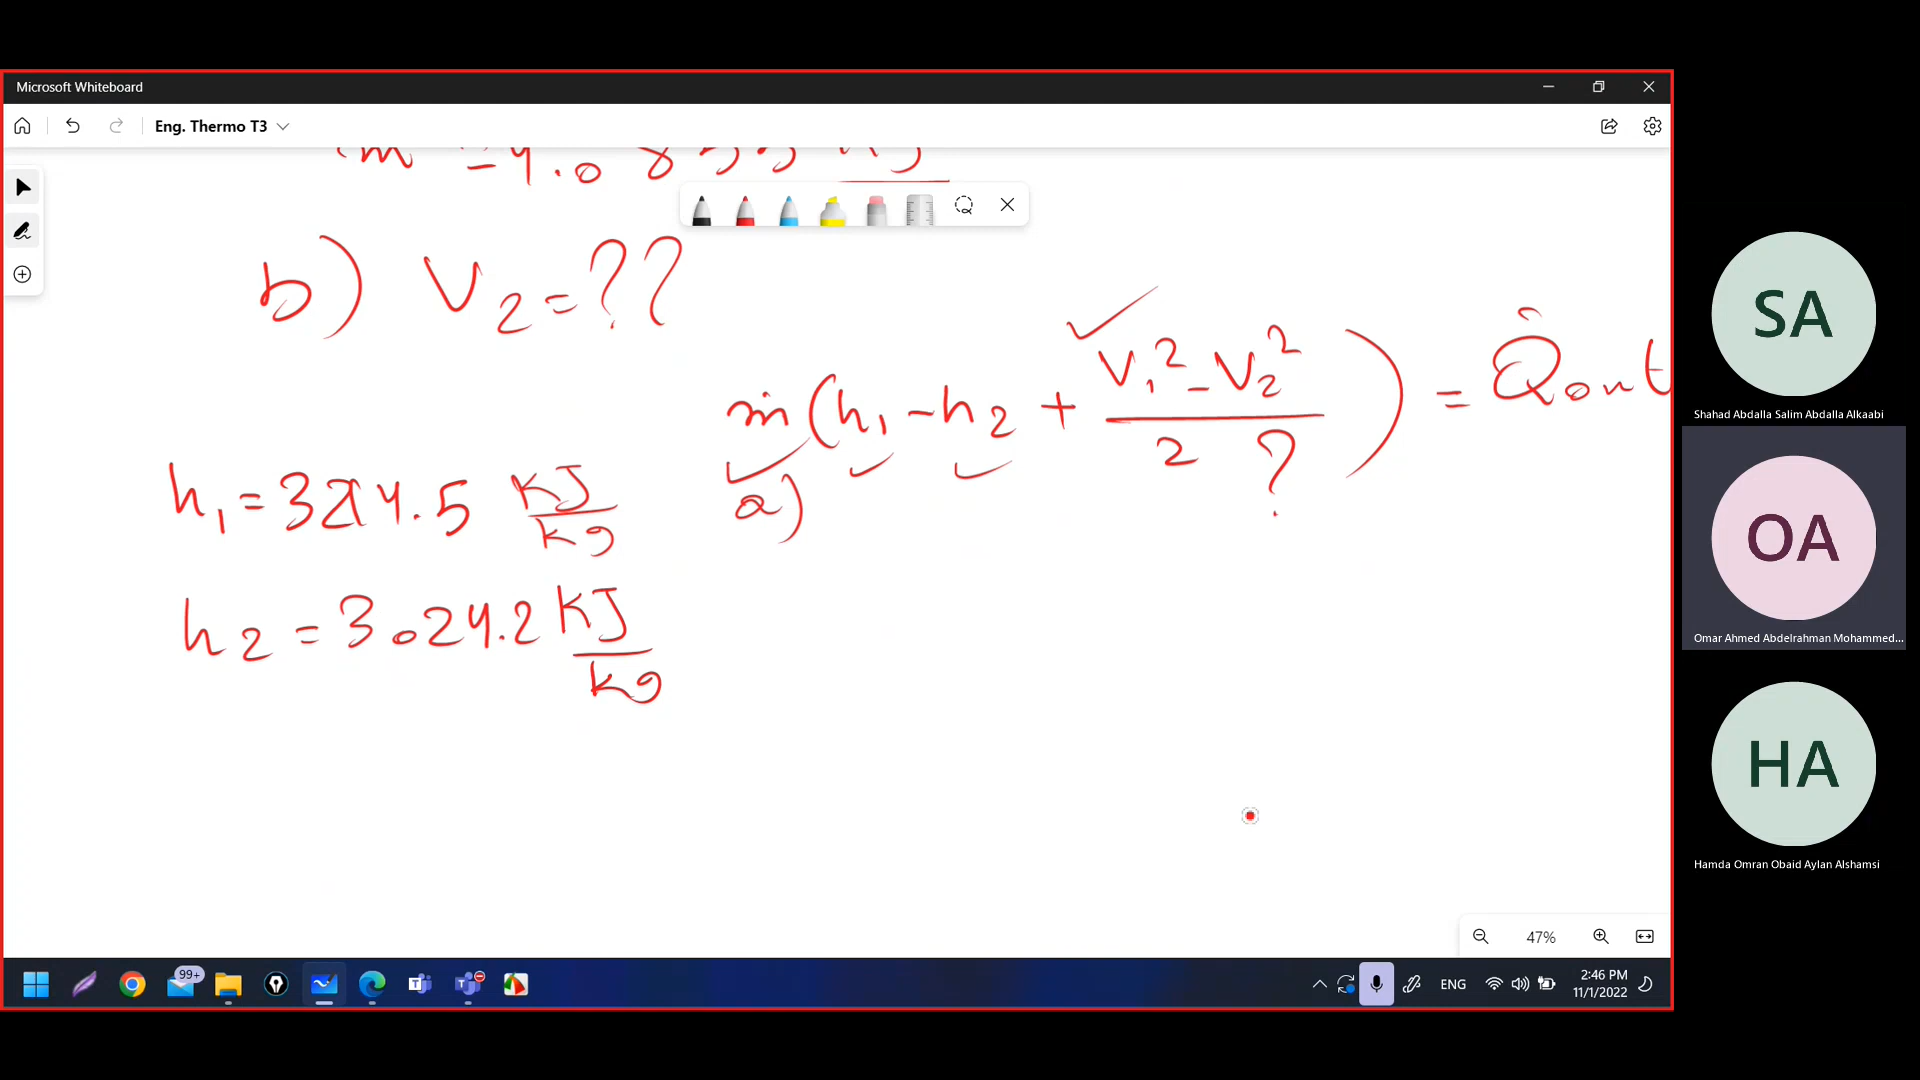 Microsoft Whiteboard
Eng. Thermo T3
b) V2 = ??
ṁ (h1 - h2 + V1² - V2² / 2) = Q̇out
?
a)
h1 = 3214.5 KJ/kg
h2 = 3024.2 KJ/kg
47%
99+
ENG
2:46 PM
11/1/2022
SA
Shahad Abdalla Salim Abdalla Alkaabi
OA
Omar Ahmed Abdelrahman Mohammed...
HA
Hamda Omran Obaid Aylan Alshamsi